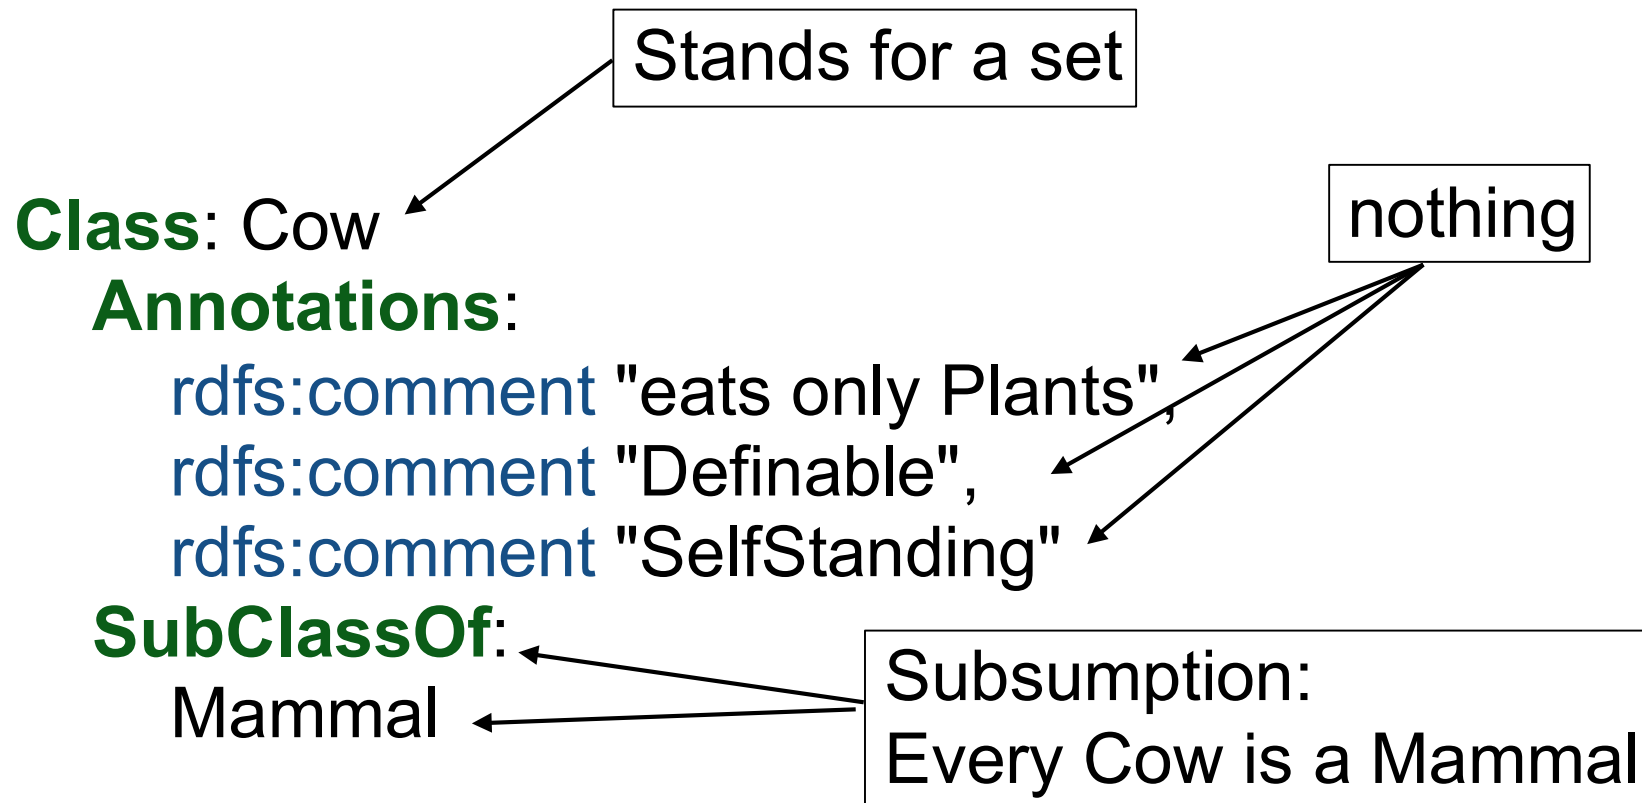 Stands for a set
nothing
Class: Cow
Annotations:
rdfs:comment "eats only Plants",
rdfs:comment "Definable",
rdfs:comment "SelfStanding"
SubClassOf:
Mammal
Subsumption:
Every Cow is a Mammal